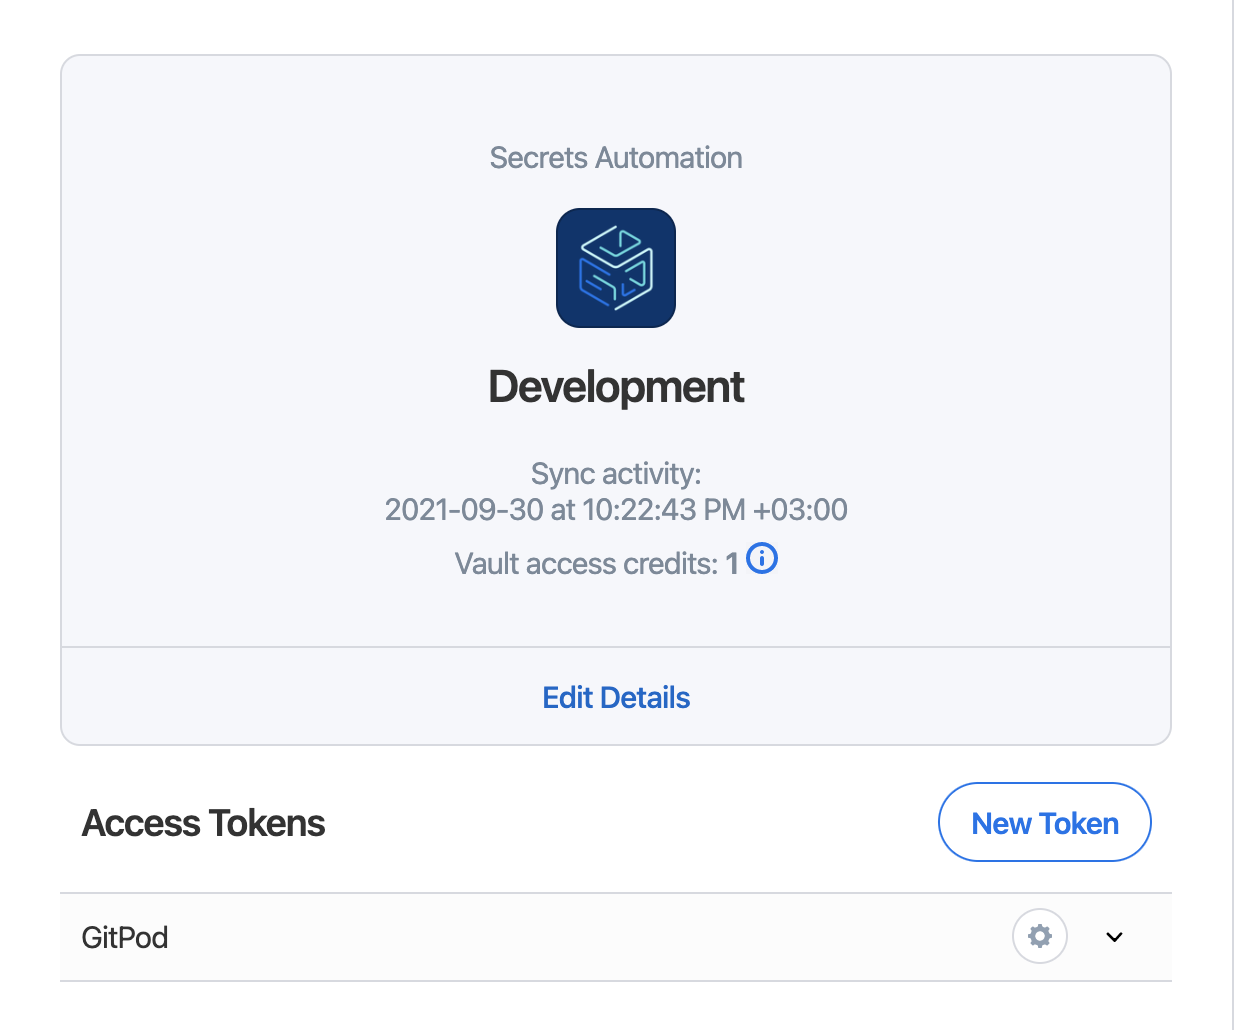 Secrets Automation
Development
Sync activity:
2021-09-30 at 10:22:43 PM +03:00
Vault access credits: 1
Edit Details
Access Tokens
New Token
GitPod